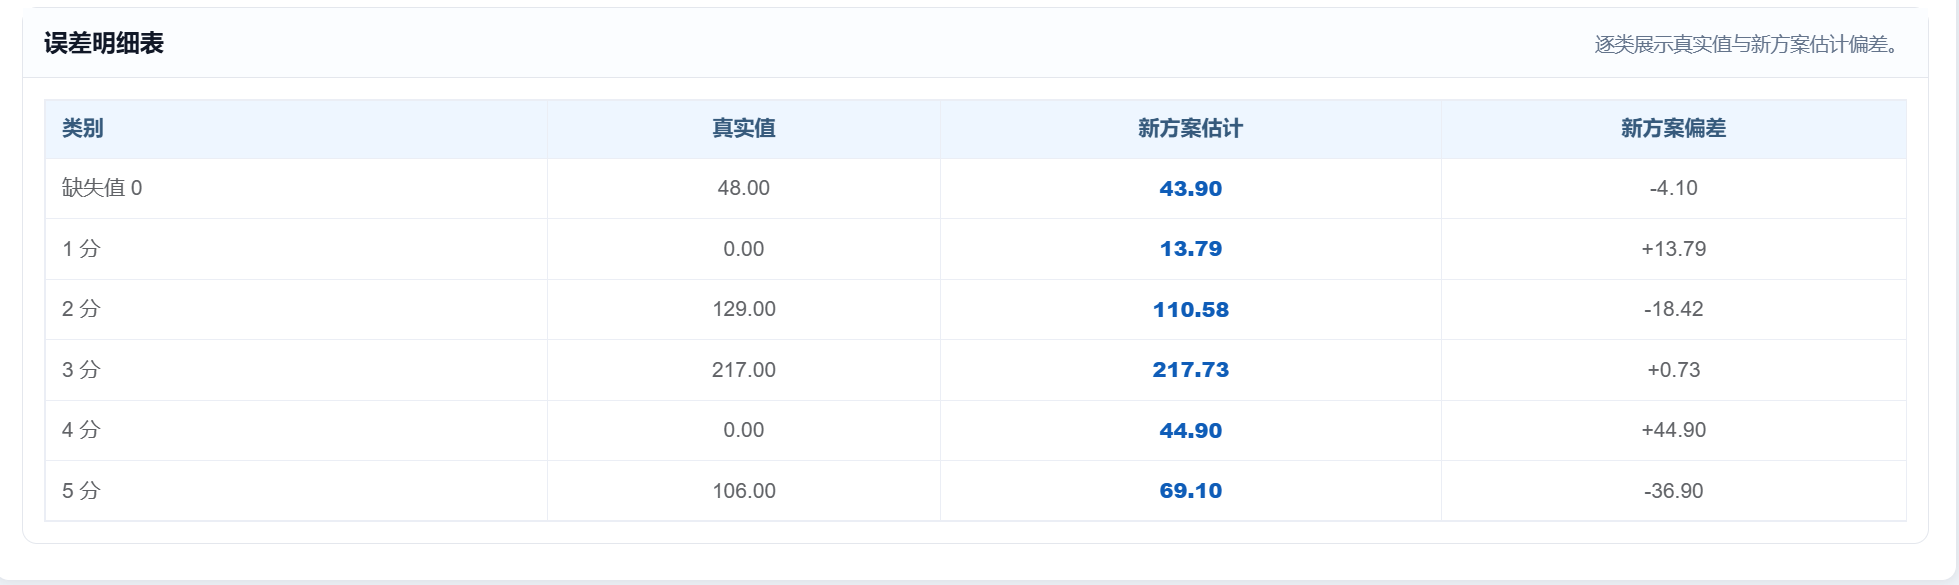 误差明细表
逐类展示真实值与新方案估计偏差。
类别 真实值 新方案估计 新方案偏差
缺失值 0 48.00 43.90 -4.10
1 分 0.00 13.79 +13.79
2 分 129.00 110.58 -18.42
3 分 217.00 217.73 +0.73
4 分 0.00 44.90 +44.90
5 分 106.00 69.10 -36.90